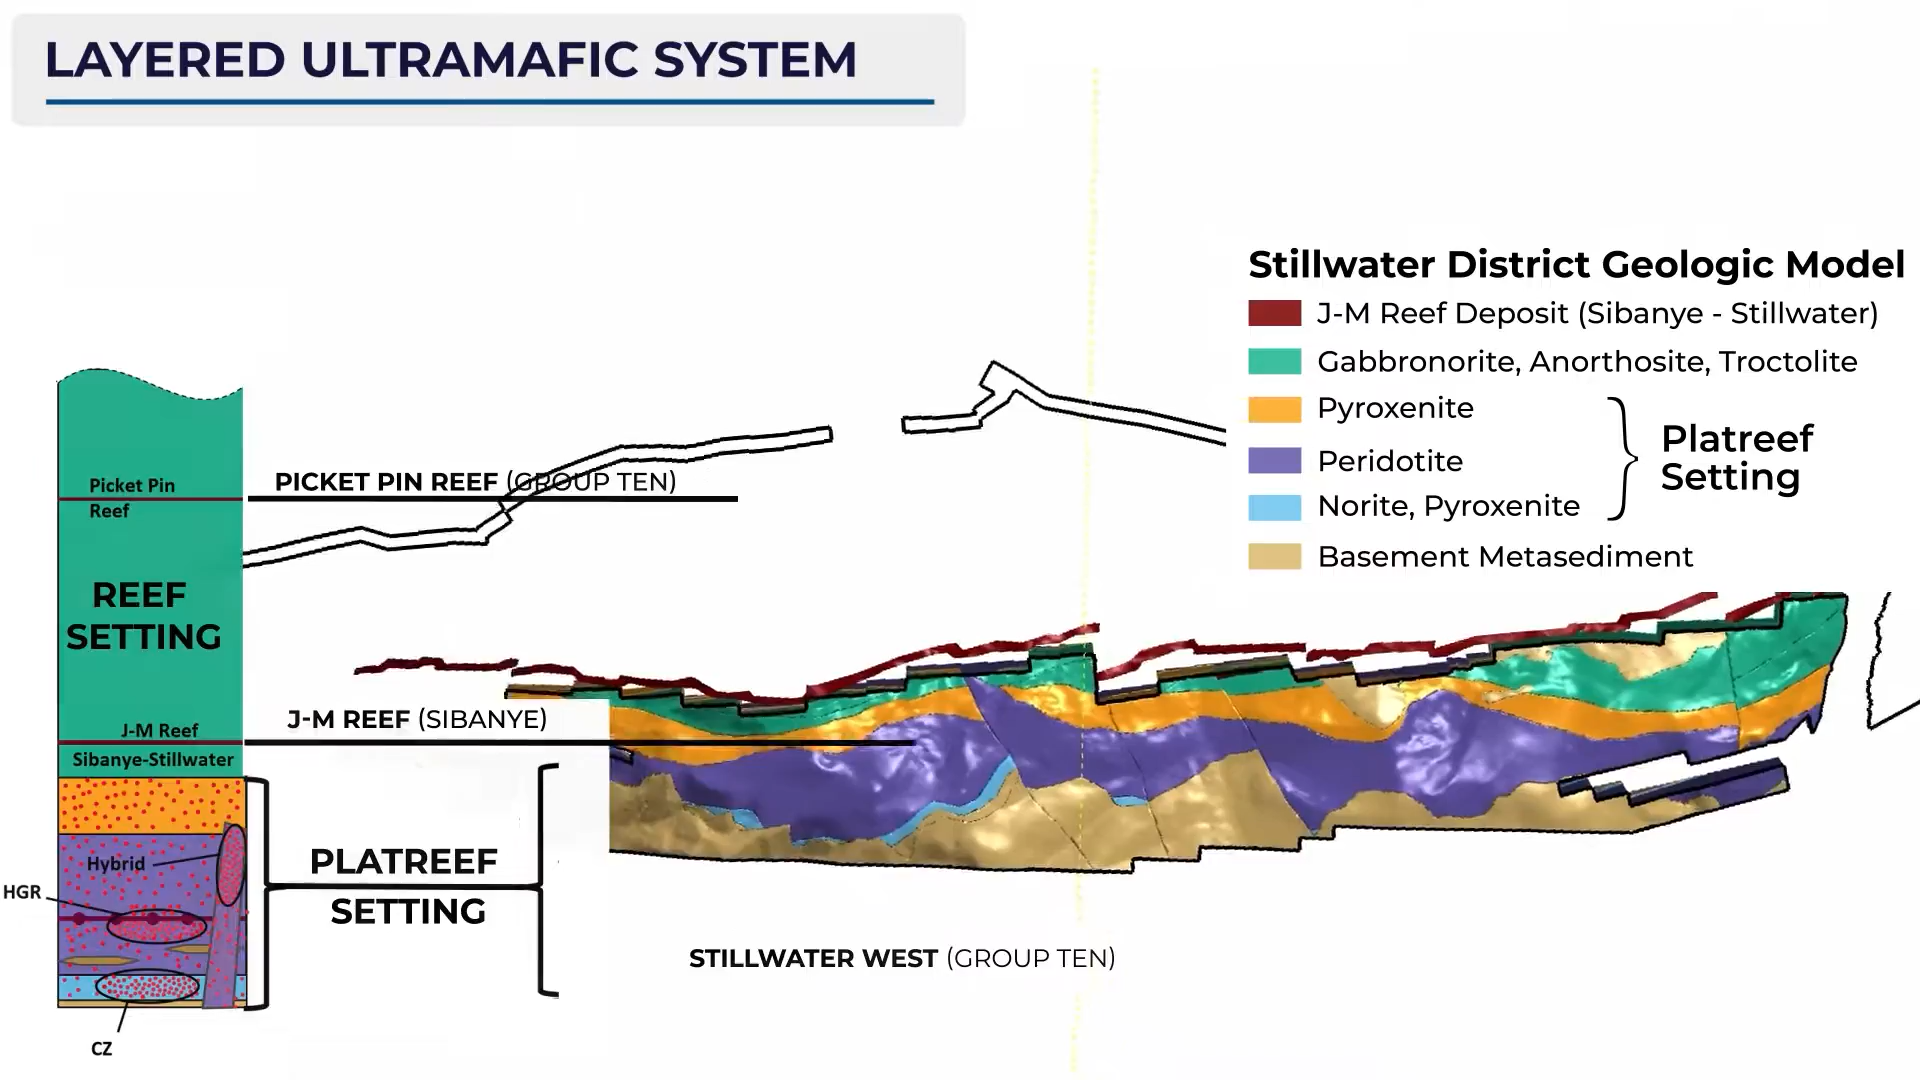 LAYERED ULTRAMAFIC SYSTEM
Stillwater District Geologic Model
J-M Reef Deposit (Sibanye - Stillwater)
Gabbronorite, Anorthosite, Troctolite
Pyroxenite
Peridotite
Norite, Pyroxenite
Platreef
Setting
Basement Metasediment
Picket Pin
Reef
PICKET PIN REEF (GROUP TEN)
REEF
SETTING
J-M Reef
Sibanye-Stillwater
J-M REEF (SIBANYE)
Hybrid
HGR
CZ
PLATREEF
SETTING
STILLWATER WEST (GROUP TEN)